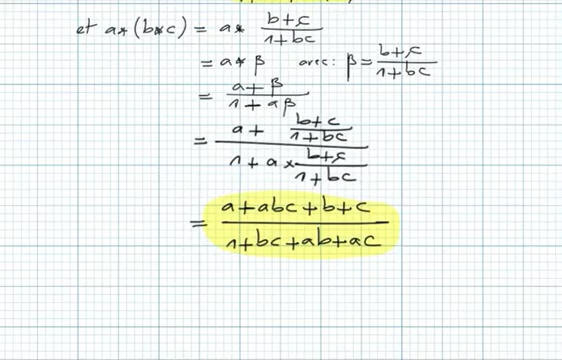 et a*(b*c) = a* (b+c)/(1+bc)
= a*β avec: β = (b+c)/(1+bc)
= (a+β)/(1+aβ)
= (a + (b+c)/(1+bc))/(1 + a×(b+c)/(1+bc))
= (a+abc+b+c)/(1+bc+ab+ac)